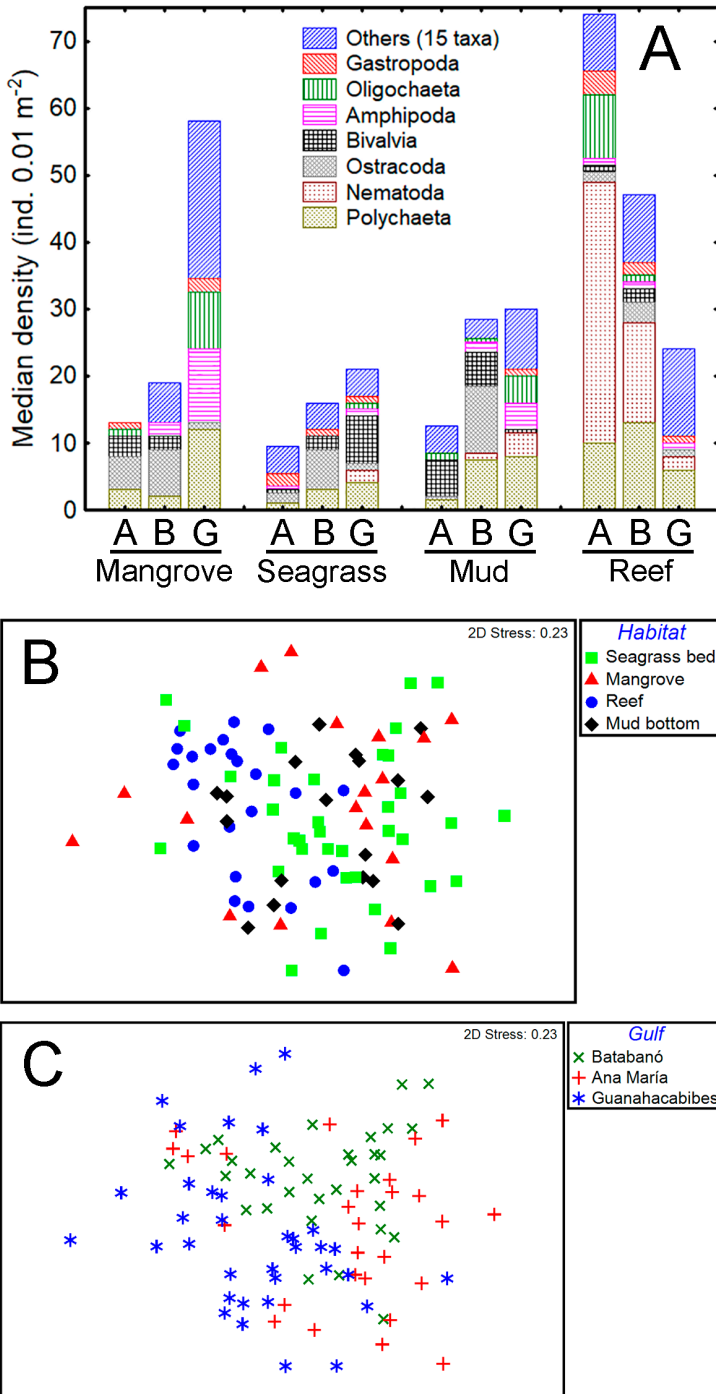 A
Median density (ind. 0.01 m⁻²)
70
60
50
40
30
20
10
0
Others (15 taxa)
Gastropoda
Oligochaeta
Amphipoda
Bivalvia
Ostracoda
Nematoda
Polychaeta
A B G A B G A B G A B G
Mangrove Seagrass Mud Reef
B
2D Stress: 0.23
Habitat
Seagrass bed
Mangrove
Reef
Mud bottom
C
2D Stress: 0.23
Gulf
Batabanó
Ana María
Guanahacabibes